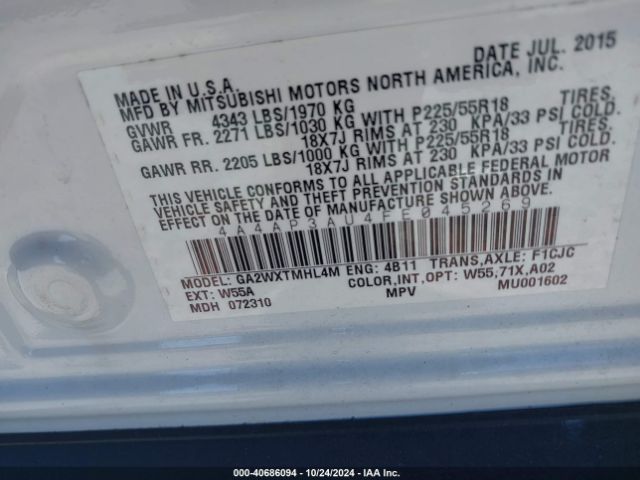 DATE JUL. 2015
MADE IN U.S.A.
MFD BY MITSUBISHI MOTORS NORTH AMERICA, INC.
GVWR 4343 LBS/1970 KG
GAWR FR. 2271 LBS/1030 KG WITH P225/55R18 TIRES,
18X7J RIMS AT 230 KPA/33 PSI COLD.
GAWR RR. 2205 LBS/1000 KG WITH P225/55R18 TIRES,
18X7J RIMS AT 230 KPA/33 PSI COLD.
THIS VEHICLE CONFORMS TO ALL APPLICABLE FEDERAL MOTOR
VEHICLE SAFETY AND THEFT PREVENTION STANDARDS IN
EFFECT ON THE DATE OF MANUFACTURE SHOWN ABOVE.
4A4AP3AU4FE045269
MODEL: GA2WXTMHL4M ENG: 4B11 TRANS,AXLE: F1CJC
EXT: W55A COLOR,INT,OPT: W55,71X,A02
MDH 072310 MPV MU001602
000-40686094 - 10/24/2024 - IAAI.COM